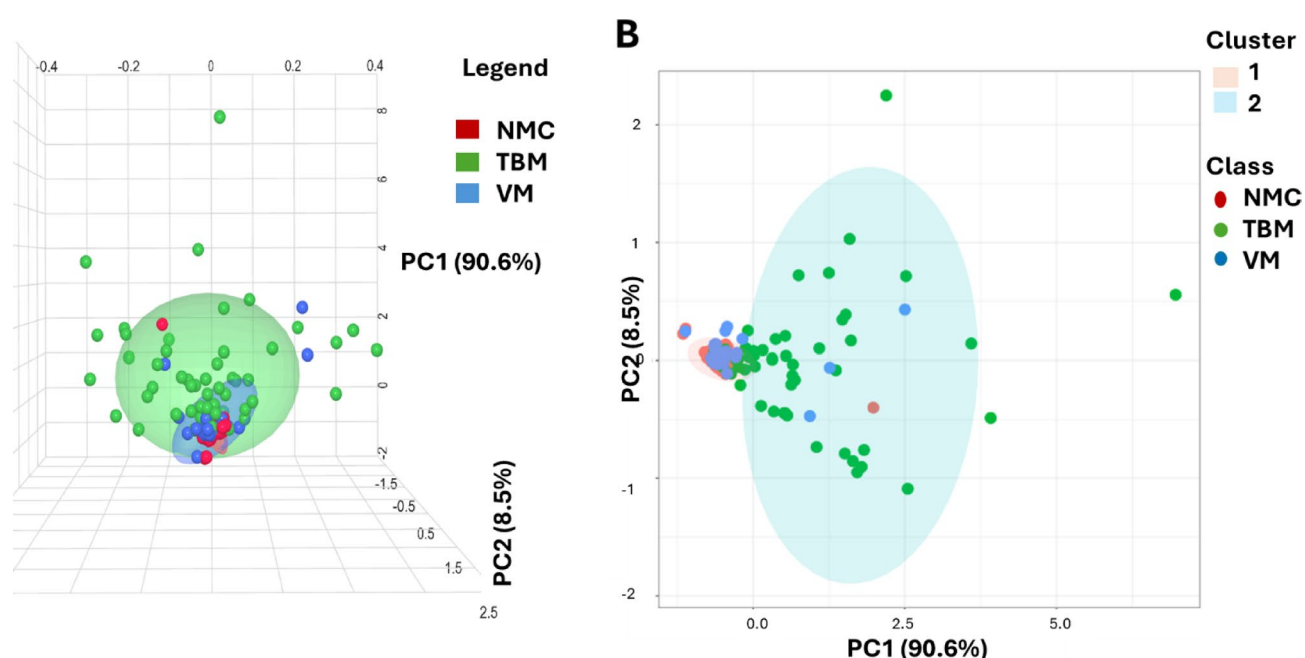 -0.4 -0.2 0 0.2 0.4
Legend
NMC
TBM
VM
8
6
4
2
0
-2
PC1 (90.6%)
-1.5
-0.5
0.5
1.5
2.5
PC2 (8.5%)
B
2
1
0
-1
-2
PC2 (8.5%)
0.0 2.5 5.0
PC1 (90.6%)
Cluster
1
2
Class
NMC
TBM
VM